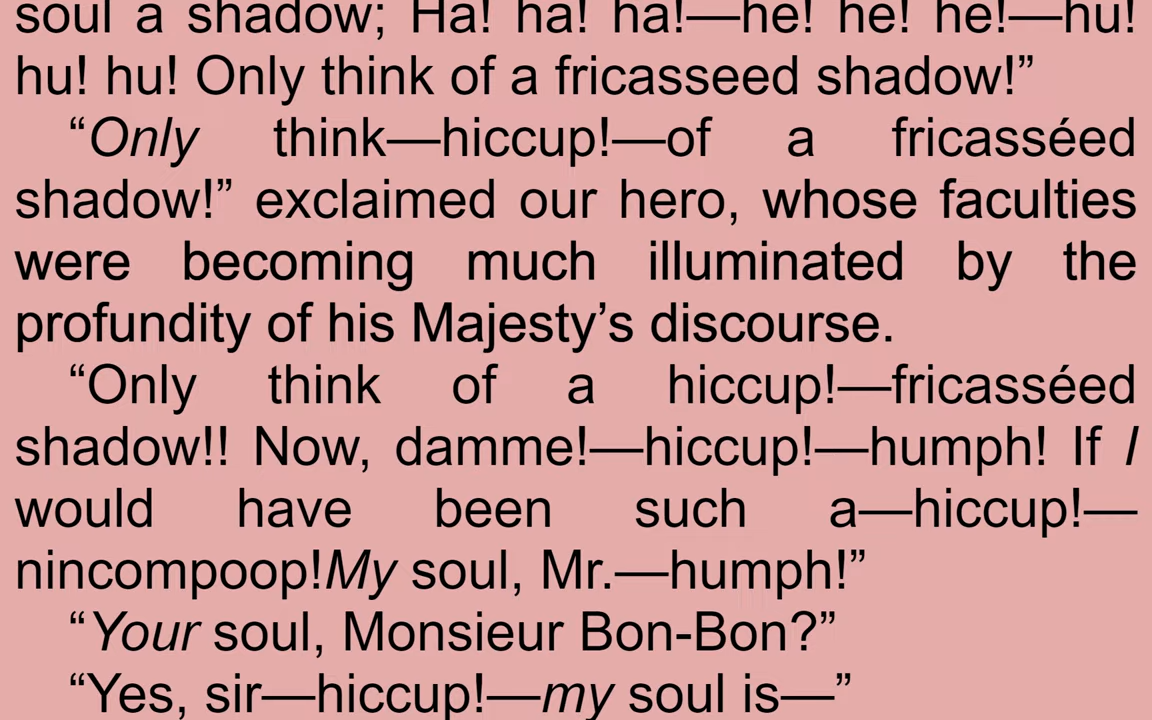 soul a shadow; Ha! ha! ha!—he! he! he!—hu!
hu! hu! Only think of a fricasseed shadow!”
“Only think—hiccup!—of a fricasséed
shadow!” exclaimed our hero, whose faculties
were becoming much illuminated by the
profundity of his Majesty’s discourse.
“Only think of a hiccup!—fricasséed
shadow!! Now, damme!—hiccup!—humph! If I
would have been such a—hiccup!—
nincompoop!My soul, Mr.—humph!”
“Your soul, Monsieur Bon-Bon?”
“Yes, sir—hiccup!—my soul is—”